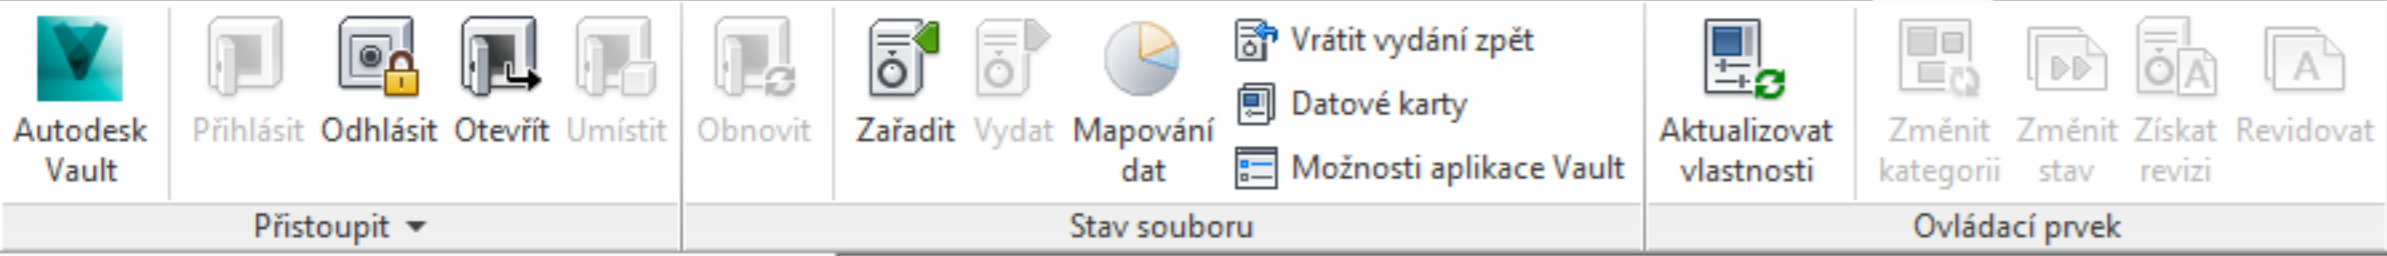 Autodesk Vault
Přihlásit
Odhlásit
Otevřít
Umístit
Přistoupit
Obnovit
Zařadit
Vydat
Mapování dat
Vrátit vydání zpět
Datové karty
Možnosti aplikace Vault
Stav souboru
Aktualizovat vlastnosti
Změnit kategorii
Změnit stav
Získat revizi
Revidovat
Ovládací prvek